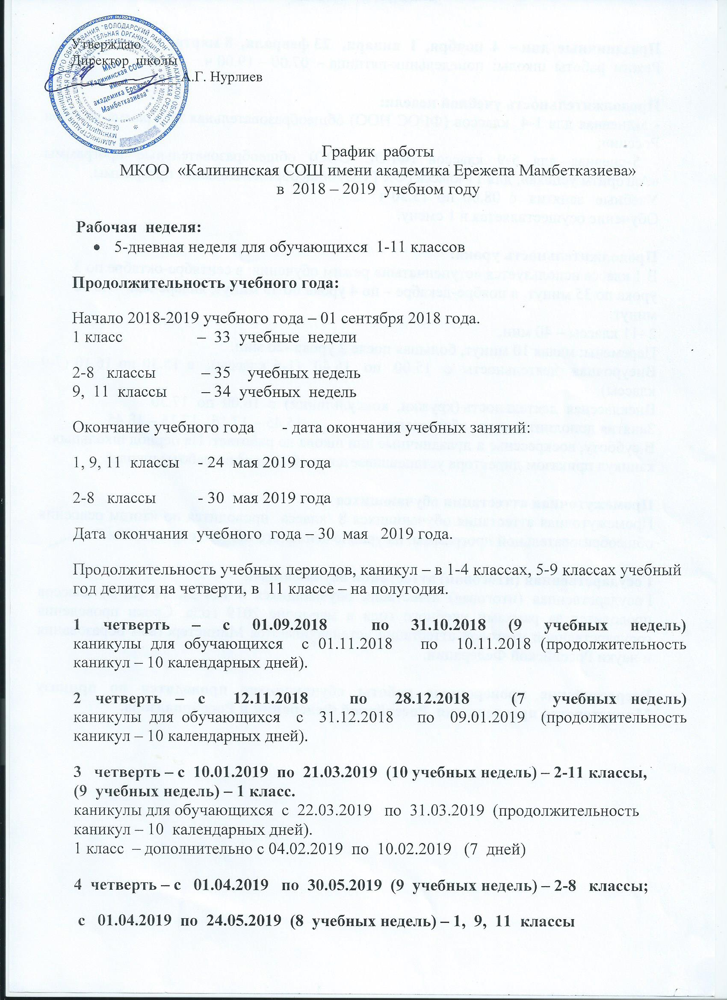 Утверждаю
Директор школы
А.Г. Нурлиев
МКОО
"Калининская СОШ
имени
академика Ережепа
Мамбетказиева"
График работы
МКОО «Калининская СОШ имени академика Ережепа Мамбетказиева»
в 2018 – 2019 учебном году
Рабочая неделя:
• 5-дневная неделя для обучающихся 1-11 классов
Продолжительность учебного года:
Начало 2018-2019 учебного года – 01 сентября 2018 года.
1 класс – 33 учебные недели
2-8 классы – 35 учебных недель
9, 11 классы – 34 учебных недель
Окончание учебного года - дата окончания учебных занятий:
1, 9, 11 классы - 24 мая 2019 года
2-8 классы - 30 мая 2019 года
Дата окончания учебного года – 30 мая 2019 года.
Продолжительность учебных периодов, каникул – в 1-4 классах, 5-9 классах учебный
год делится на четверти, в 11 классе – на полугодия.
1 четверть – с 01.09.2018 по 31.10.2018 (9 учебных недель)
каникулы для обучающихся с 01.11.2018 по 10.11.2018 (продолжительность
каникул – 10 календарных дней).
2 четверть – с 12.11.2018 по 28.12.2018 (7 учебных недель)
каникулы для обучающихся с 31.12.2018 по 09.01.2019 (продолжительность
каникул – 10 календарных дней).
3 четверть – с 10.01.2019 по 21.03.2019 (10 учебных недель) – 2-11 классы,
(9 учебных недель) – 1 класс.
каникулы для обучающихся с 22.03.2019 по 31.03.2019 (продолжительность
каникул – 10 календарных дней).
1 класс – дополнительно с 04.02.2019 по 10.02.2019 (7 дней)
4 четверть – с 01.04.2019 по 30.05.2019 (9 учебных недель) – 2-8 классы;
с 01.04.2019 по 24.05.2019 (8 учебных недель) – 1, 9, 11 классы